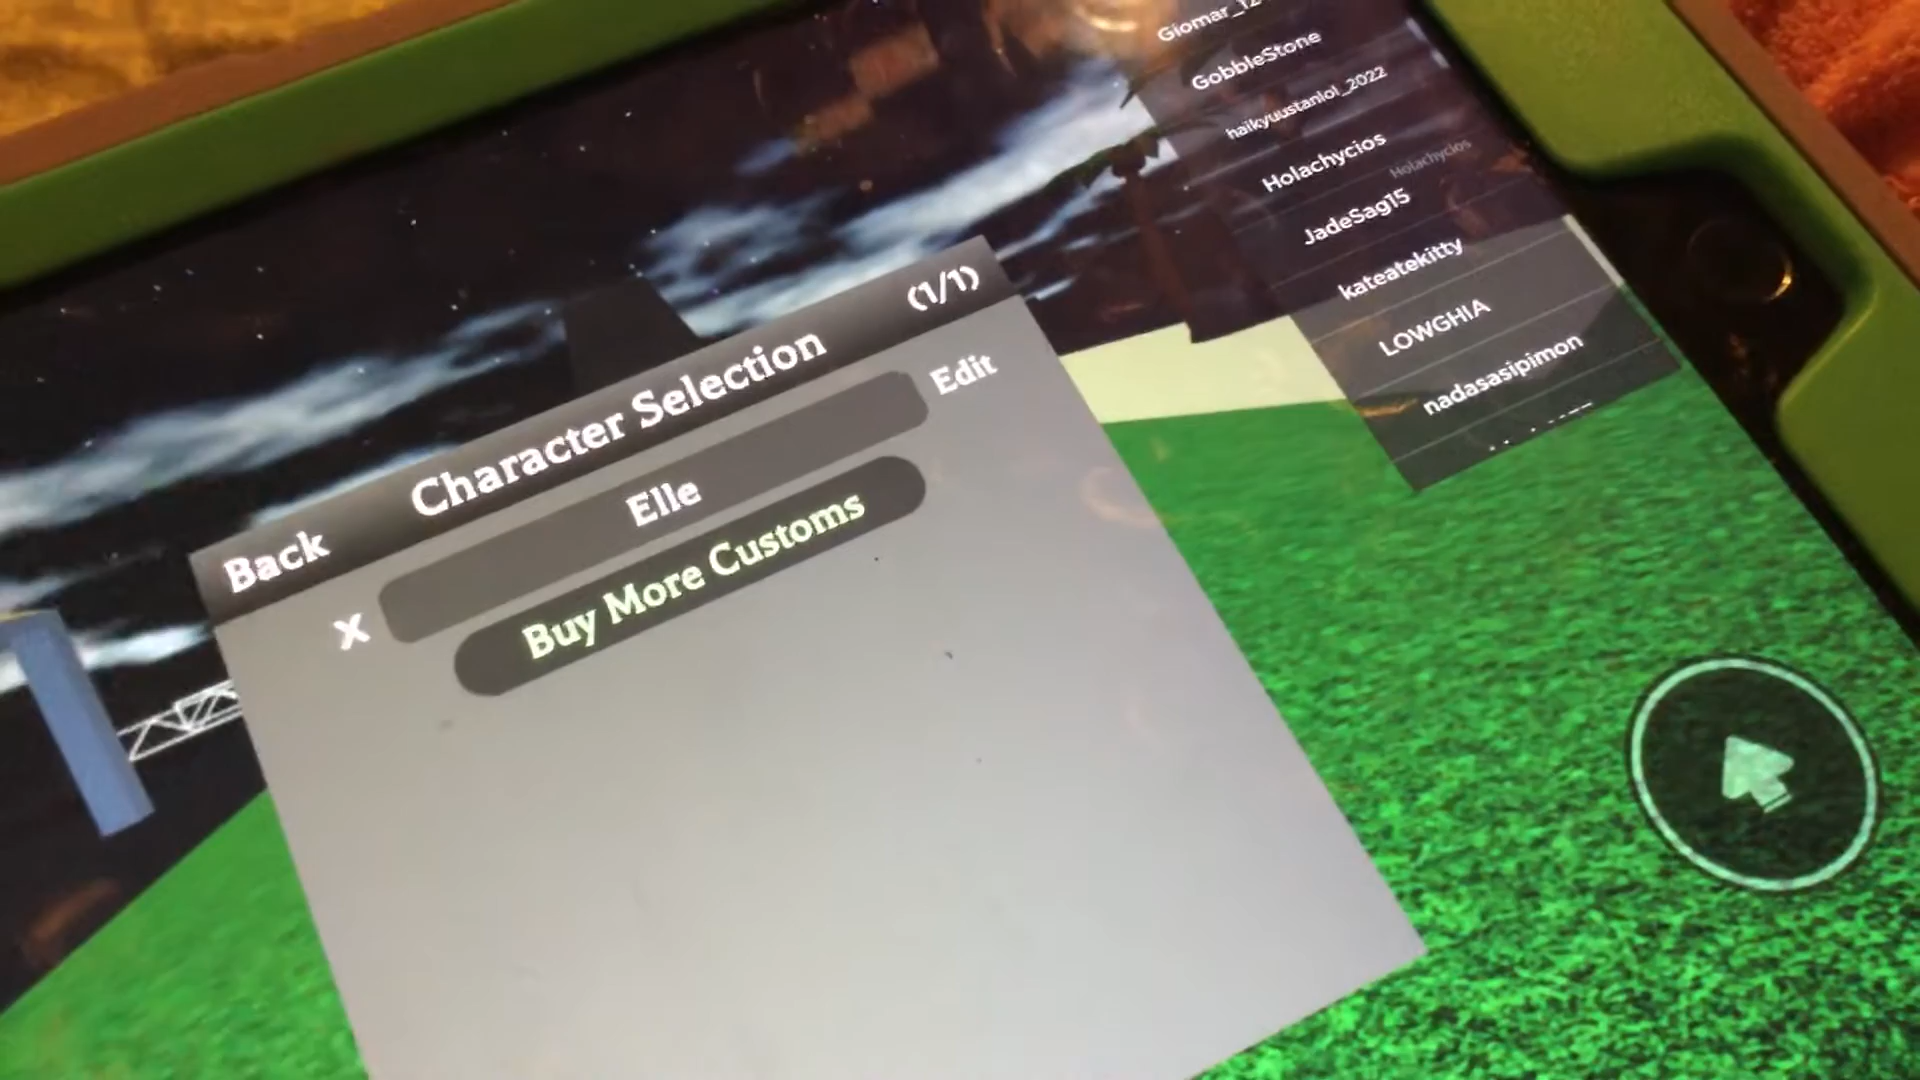 Giomar_12
GobbleStone
haikyuustanlol_2022
Holachycios
Holachycios
JadeSag15
kateatekitty
LOWGHIA
nadasasipimon
(1/1)
Character Selection
Back
Edit
Elle
X
Buy More Customs